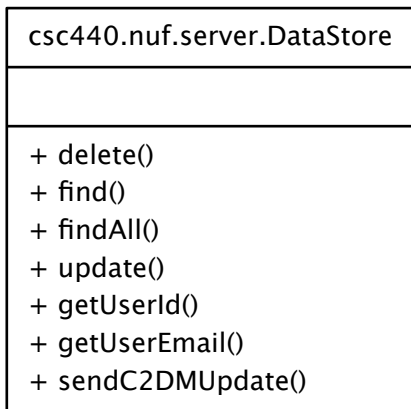 csc440.nuf.server.DataStore
+ delete()
+ find()
+ findAll()
+ update()
+ getUserId()
+ getUserEmail()
+ sendC2DMUpdate()